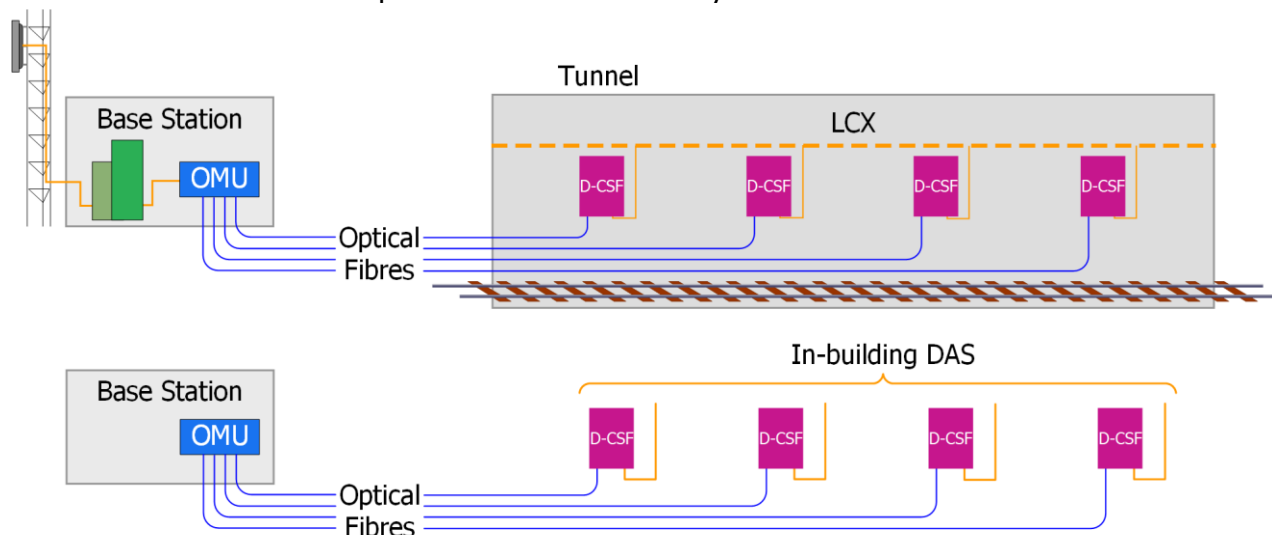 Tunnel
Base Station
LCX
OMU
D-CSF
D-CSF
D-CSF
D-CSF
Optical
Fibres
In-building DAS
Base Station
OMU
D-CSF
D-CSF
D-CSF
D-CSF
Optical
Fibres